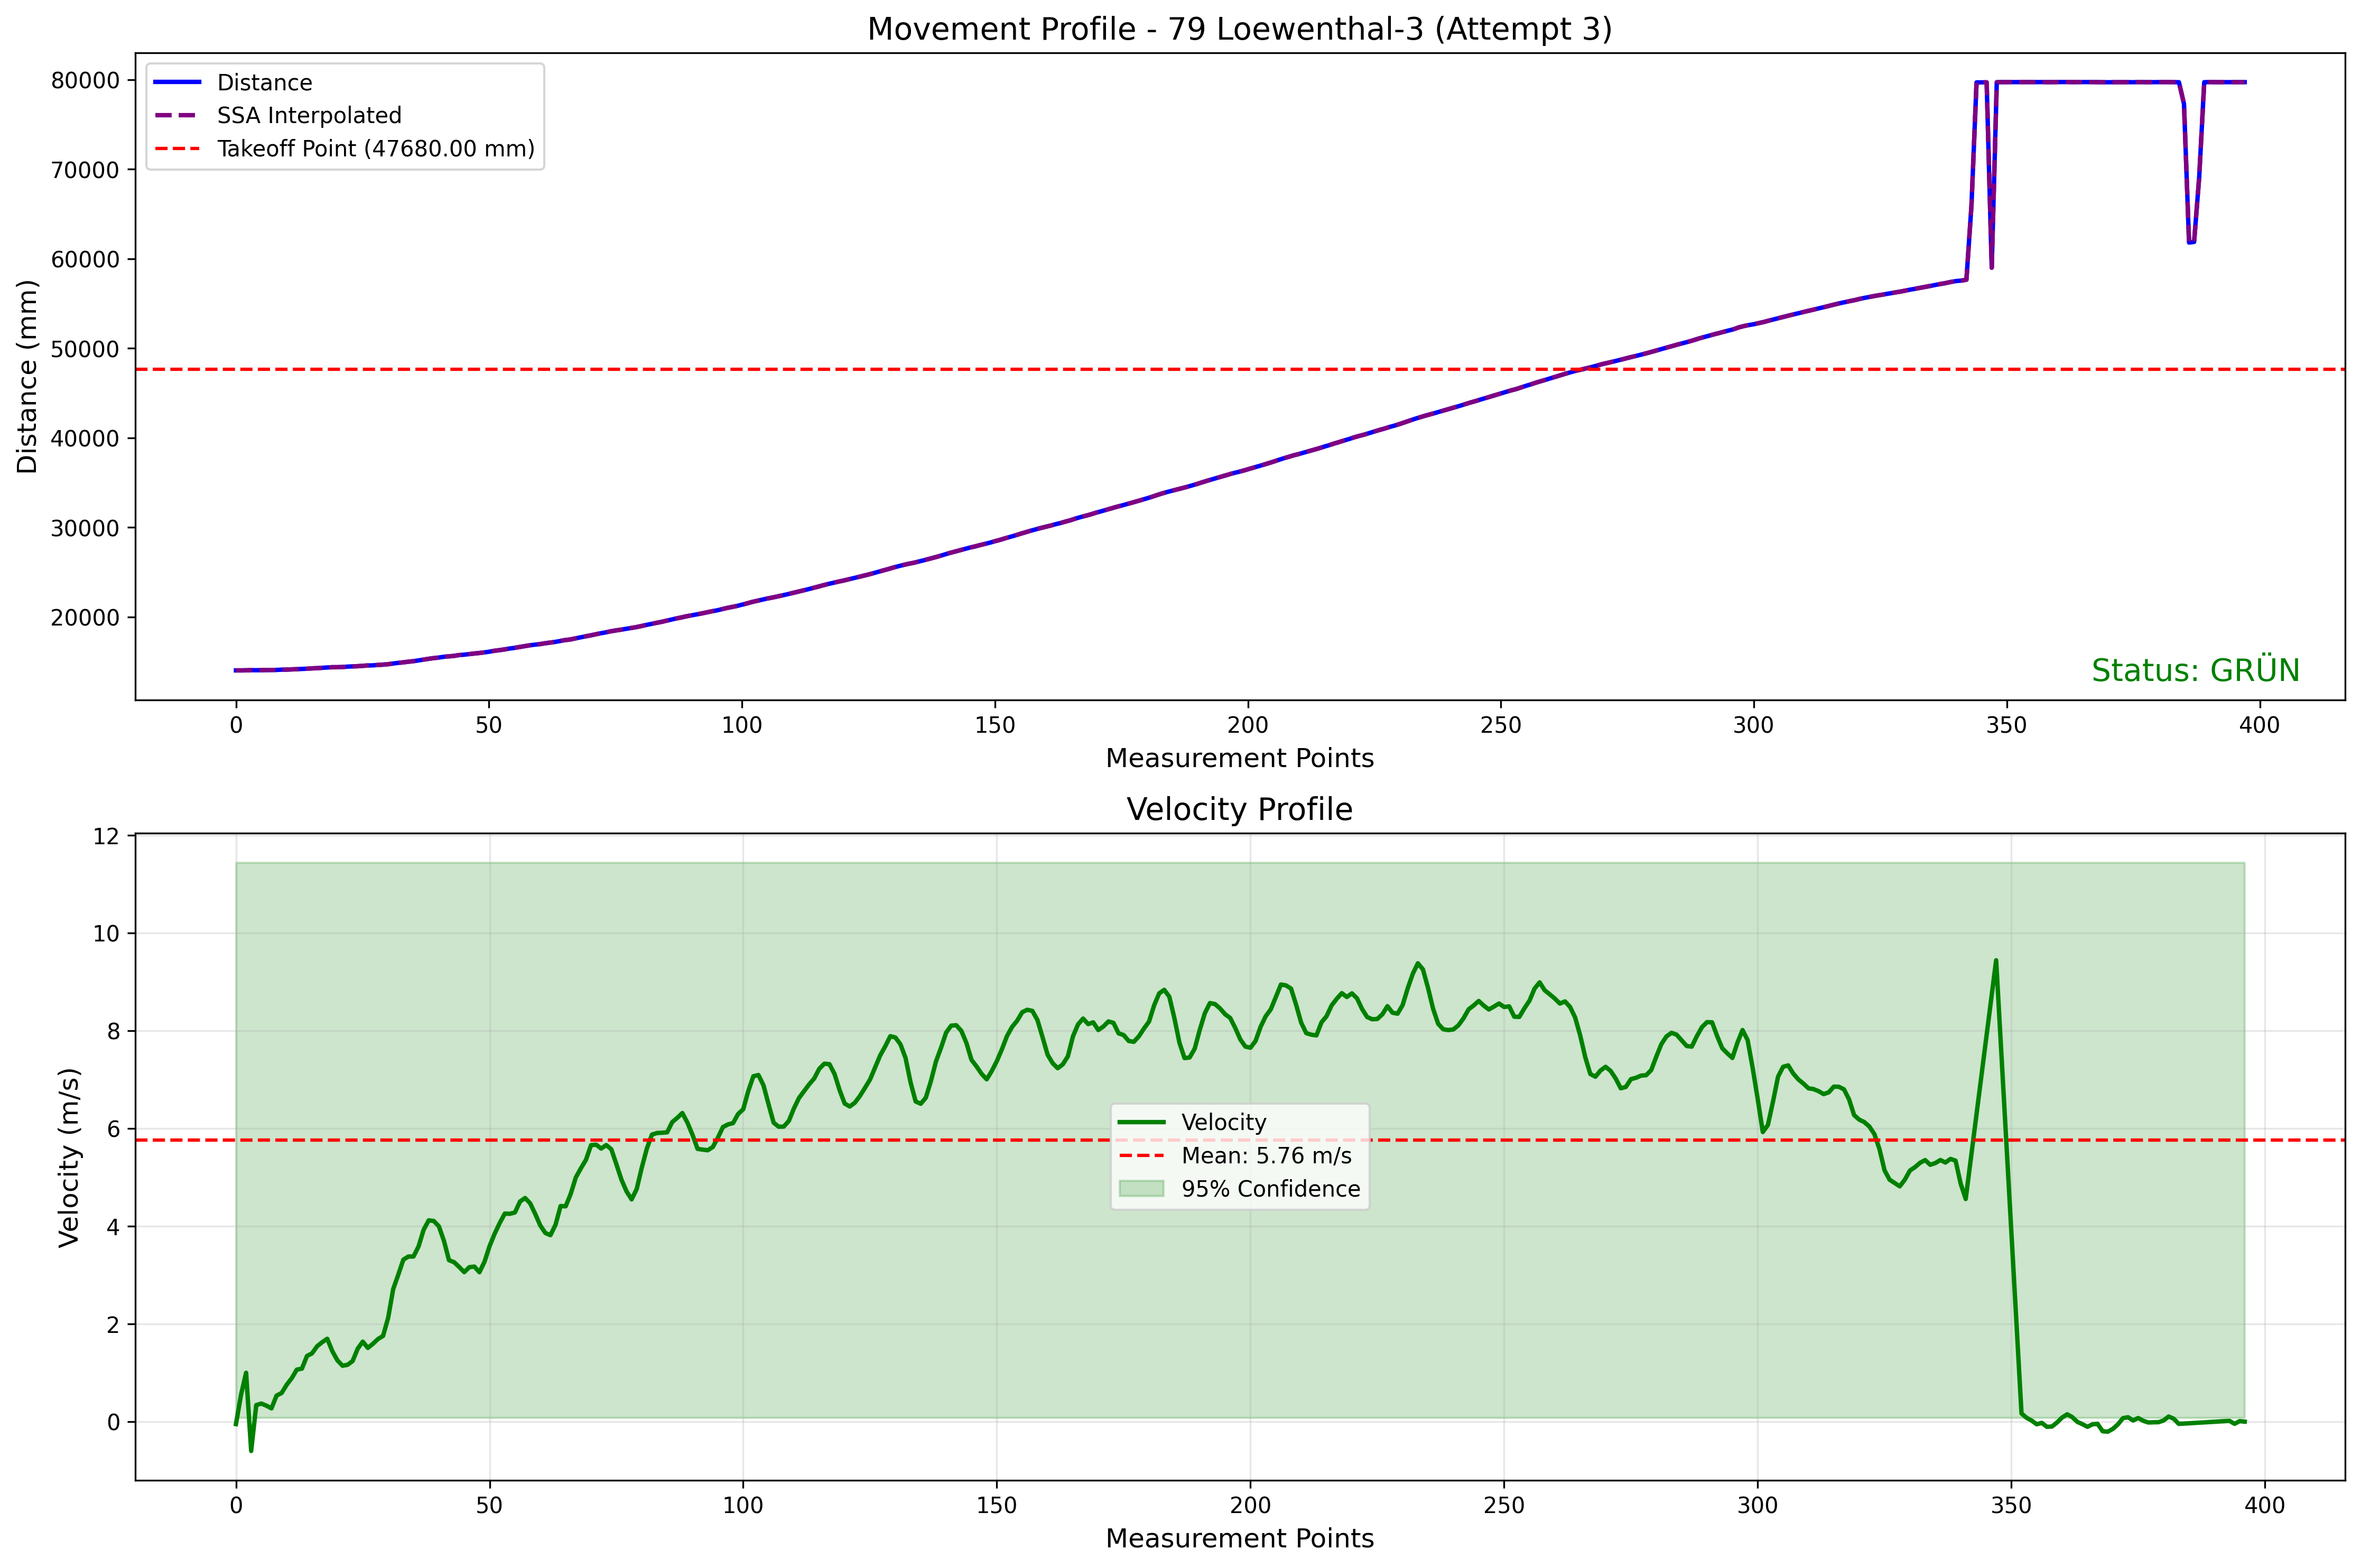 Movement Profile - 79 Loewenthal-3 (Attempt 3)
Distance
SSA Interpolated
Takeoff Point (47680.00 mm)
Distance (mm)
80000
70000
60000
50000
40000
30000
20000
Status: GRÜN
0 50 100 150 200 250 300 350 400
Measurement Points
Velocity Profile
Velocity (m/s)
12
10
8
6
4
2
0
Velocity
Mean: 5.76 m/s
95% Confidence
0 50 100 150 200 250 300 350 400
Measurement Points